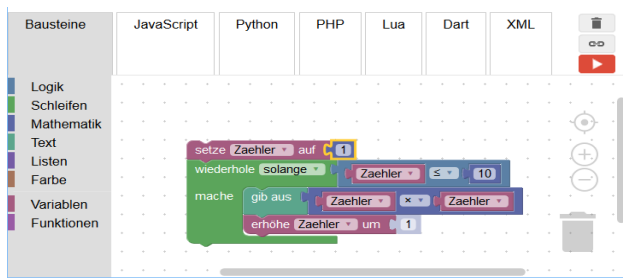 Bausteine JavaScript Python PHP Lua Dart XML
Logik
Schleifen
Mathematik
Text
Listen
Farbe
Variablen
Funktionen
setze Zaehler auf 1
wiederhole solange Zaehler ≤ 10
mache gib aus Zaehler × Zaehler
erhöhe Zaehler um 1